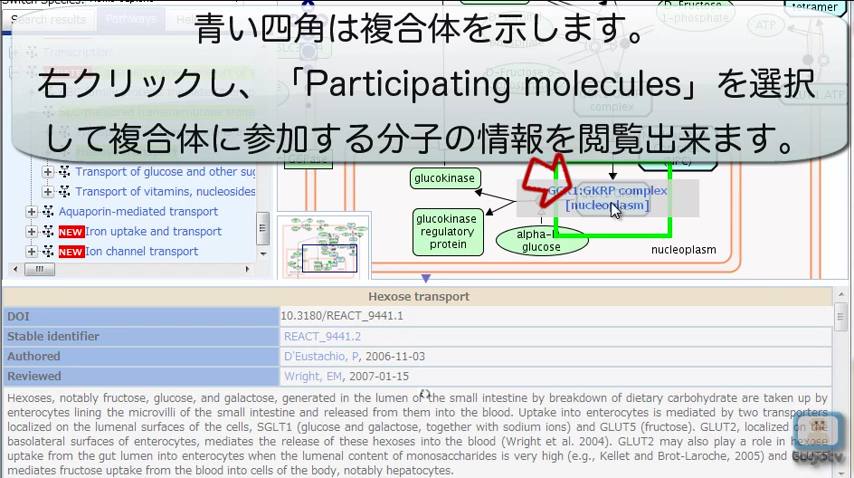 Switch Species:
青い四角は複合体を示します。
右クリックし、「Participating molecules」を選択
して複合体に参加する分子の情報を閲覧出来ます。
Search results
Pathways
Transcription
D-Fructose
1-phosphate
ATP
tetramer
complex
Transport of glucose and other sug
Transport of vitamins, nucleosides
Aquaporin-mediated transport
NEW Iron uptake and transport
NEW Ion channel transport
glucokinase
glucokinase
regulatory
protein
GCK1:GKRP complex
[nucleoplasm]
alpha-D
glucose
nucleoplasm
Hexose transport
DOI 10.3180/REACT_9441.1
Stable identifier REACT_9441.2
Authored D'Eustachio, P, 2006-11-03
Reviewed Wright, EM, 2007-01-15
Hexoses, notably fructose, glucose, and galactose, generated in the lumen of the small intestine by breakdown of dietary carbohydrate are taken up by
enterocytes lining the microvilli of the small intestine and released from them into the blood. Uptake into enterocytes is mediated by two transporters
localized on the lumenal surfaces of the cells, SGLT1 (glucose and galactose, together with sodium ions) and GLUT5 (fructose). GLUT2, localized on the
basolateral surfaces of enterocytes, mediates the release of these hexoses into the blood (Wright et al. 2004). GLUT2 may also play a role in hexose
uptake from the gut lumen into enterocytes when the lumenal content of monosaccharides is very high (e.g., Kellet and Brot-Laroche, 2005) and GLUT5
mediates fructose uptake from the blood into cells of the body, notably hepatocytes.